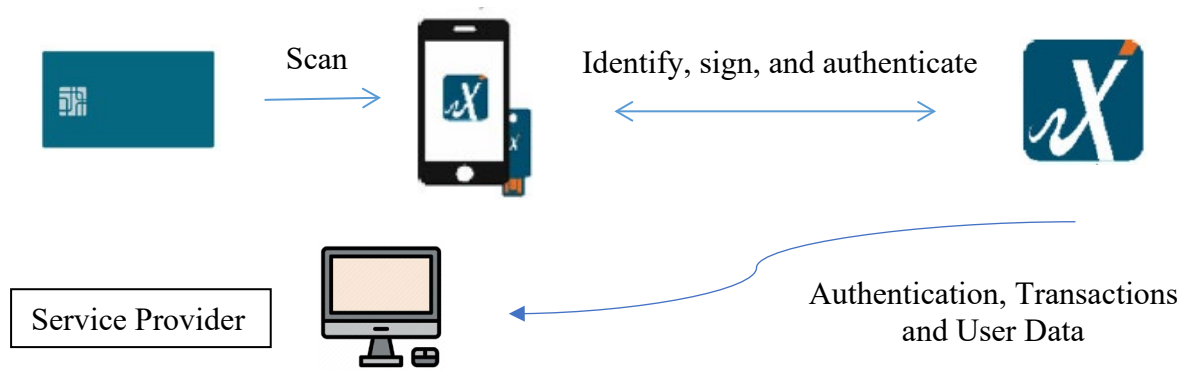 Scan
Identify, sign, and authenticate
Service Provider
Authentication, Transactions
and User Data